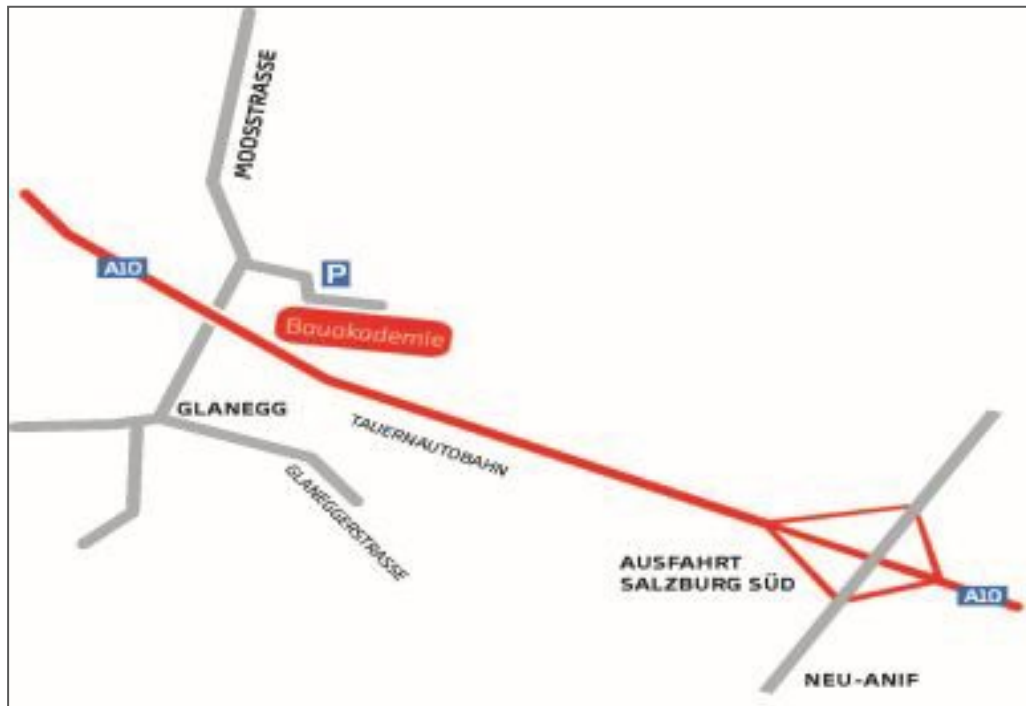 MOOSSTRASSE
A10
P
Bauakademie
GLANEGG
TAUERNAUTOBAHN
GLANEGGERSTRASSE
AUSFAHRT
SALZBURG SÜD
A10
NEU-ANIF